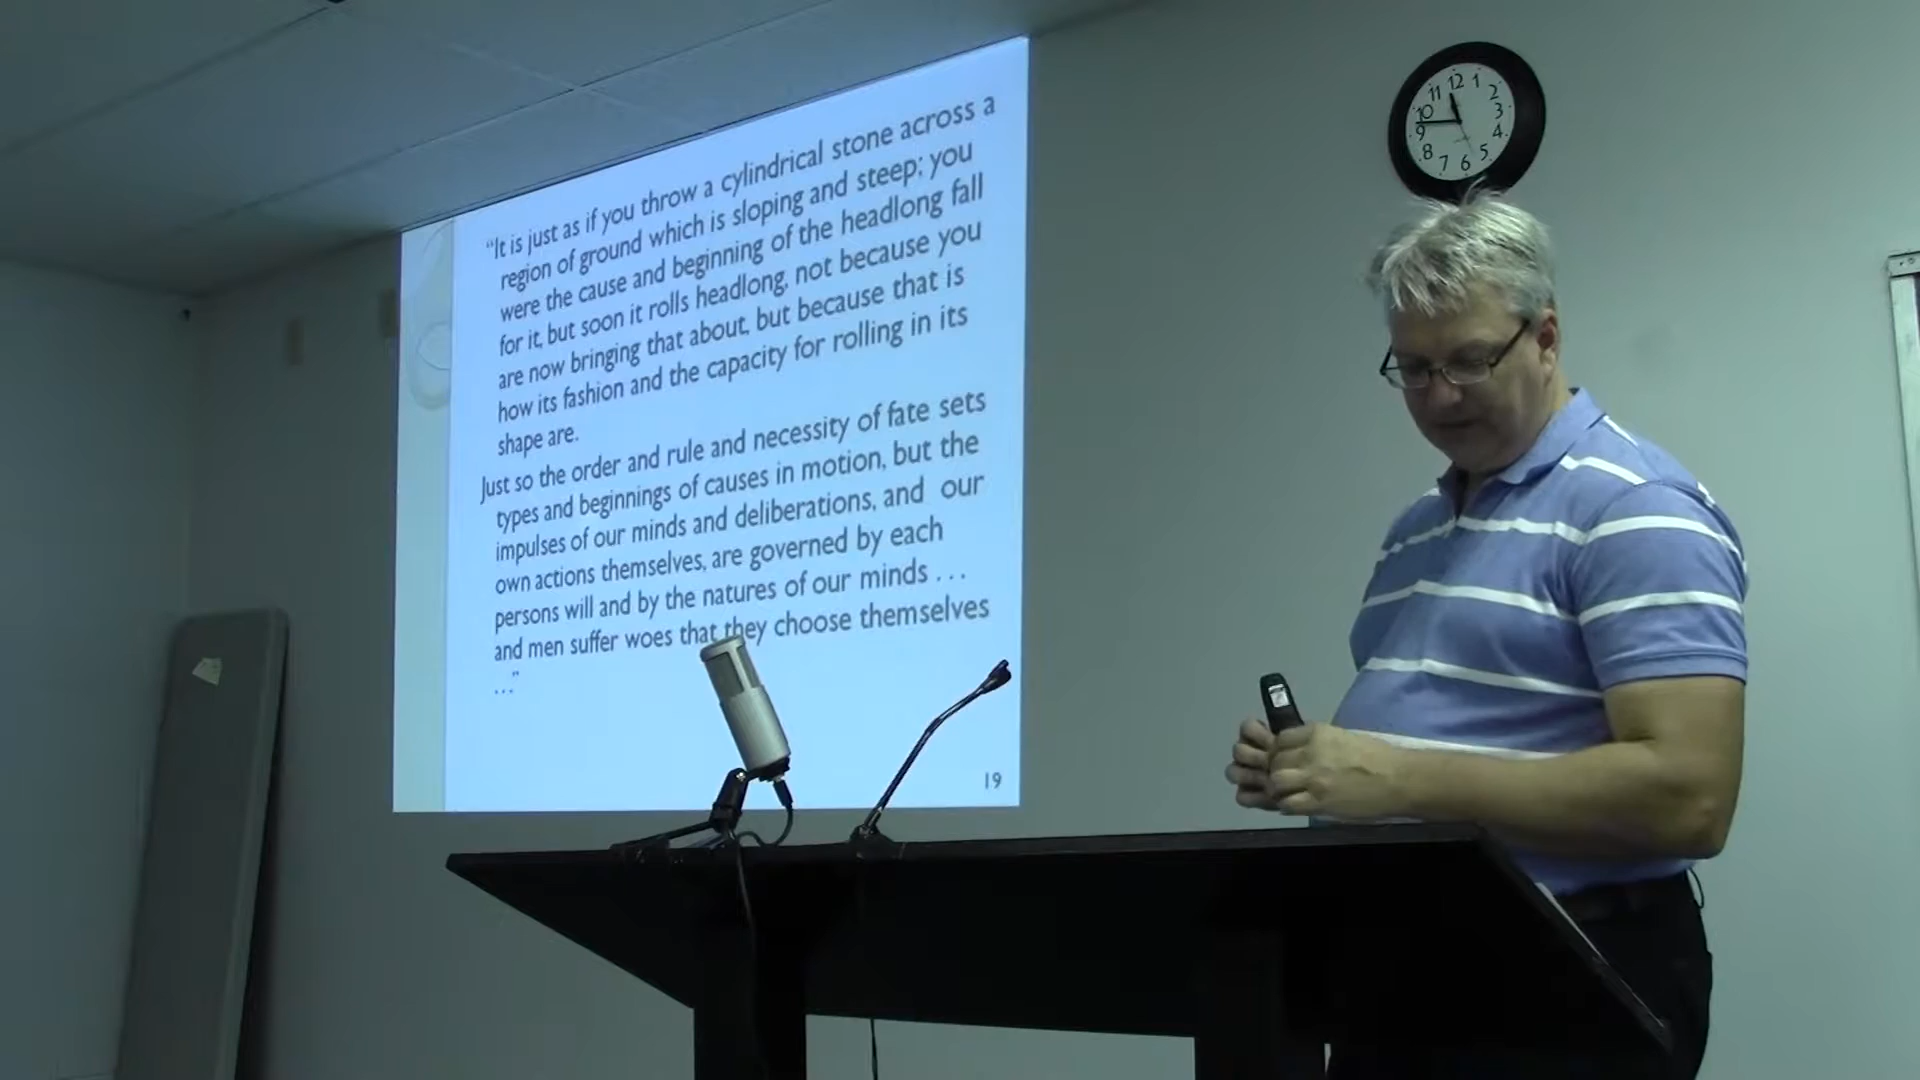 “It is just as if you throw a cylindrical stone across a
region of ground which is sloping and steep; you
were the cause and beginning of the headlong fall
for it, but soon it rolls headlong, not because you
are now bringing that about, but because that is
how its fashion and the capacity for rolling in its
shape are.
Just so the order and rule and necessity of fate sets
types and beginnings of causes in motion, but the
impulses of our minds and deliberations, and our
own actions themselves, are governed by each
persons will and by the natures of our minds . . .
and men suffer woes that they choose themselves
. . .”
19
12
1
2
3
4
5
6
7
8
9
10
11